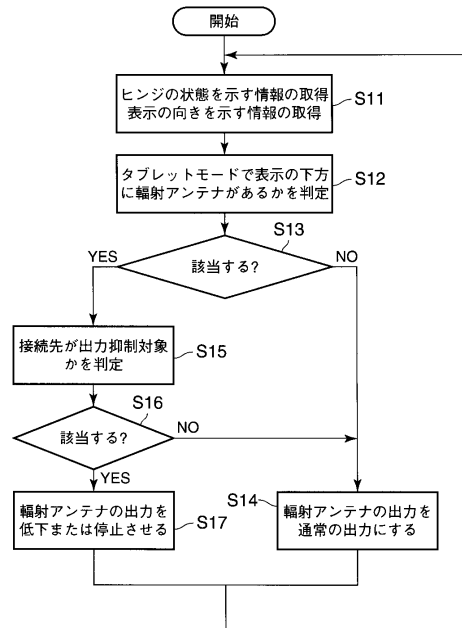 開始
ヒンジの状態を示す情報の取得
表示の向きを示す情報の取得
S11
タブレットモードで表示の下方
に輻射アンテナがあるかを判定
S12
S13
YES
該当する?
NO
接続先が出力抑制対象
かを判定
S15
S16
該当する?
NO
YES
輻射アンテナの出力を
低下または停止させる
S17
S14
輻射アンテナの出力を
通常の出力にする